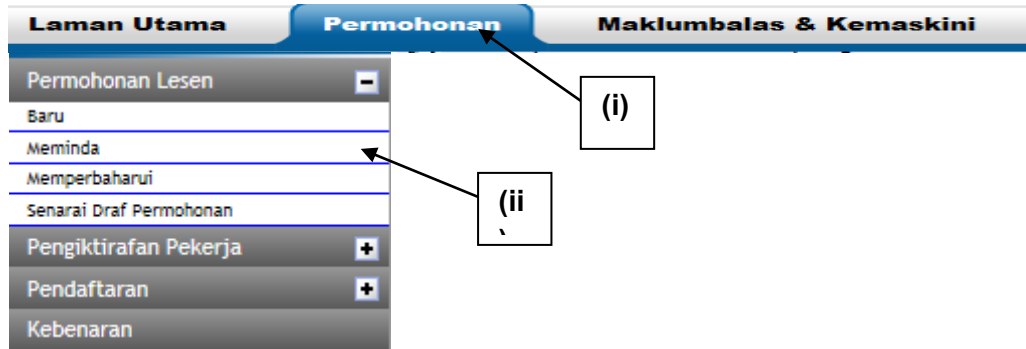 Laman Utama Permohonan Maklumbalas & Kemaskini
Permohonan Lesen
(i)
Baru
Meminda
Memperbaharui
(ii
Senarai Draf Permohonan
Pengiktirafan Pekerja
Pendaftaran
Kebenaran